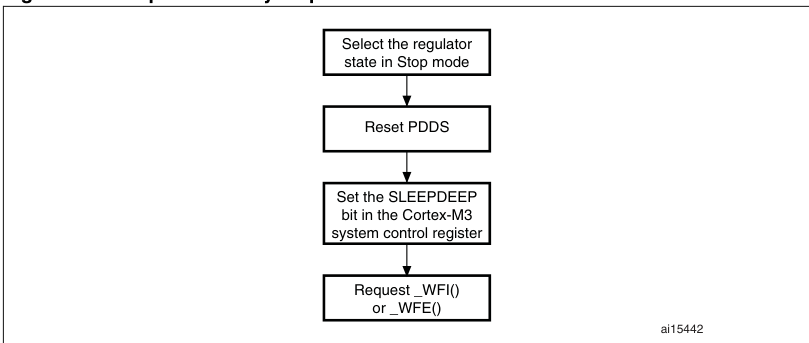 Select the regulator
state in Stop mode
Reset PDDS
Set the SLEEPDEEP
bit in the Cortex-M3
system control register
Request _WFI()
or _WFE()
ai15442